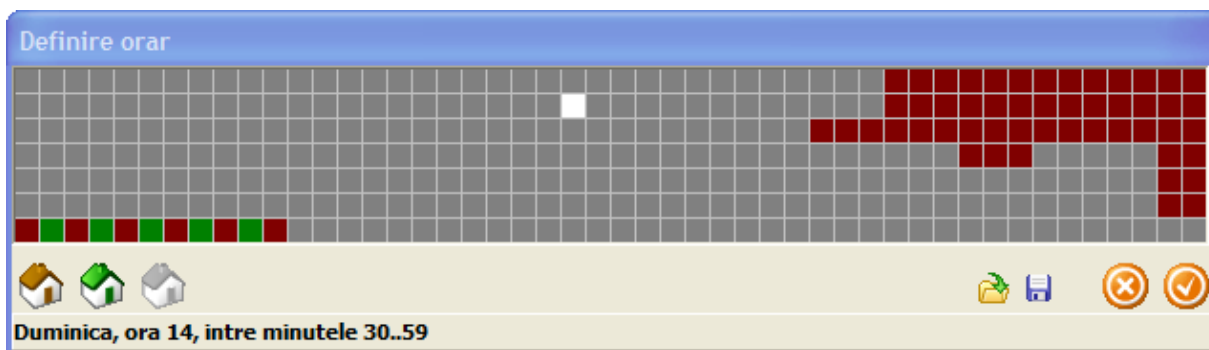 Definire orar
Duminica, ora 14, intre minutele 30..59